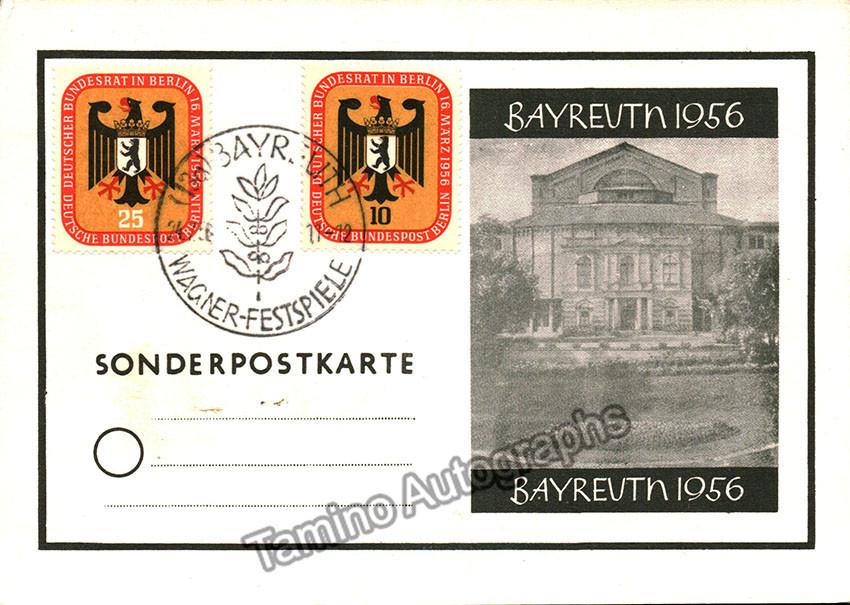 DEUTSCHER BUNDESRAT IN BERLIN 16. MÄRZ 1956
25
DEUTSCHE BUNDESPOST BERLIN
DEUTSCHER BUNDESRAT IN BERLIN 16. MÄRZ 1956
10
DEUTSCHE BUNDESPOST BERLIN
BAYREUTH
WAGNER-FESTSPIELE
BAYREUTH 1956
SONDERPOSTKARTE
BAYREUTH 1956
Tamino Autographs